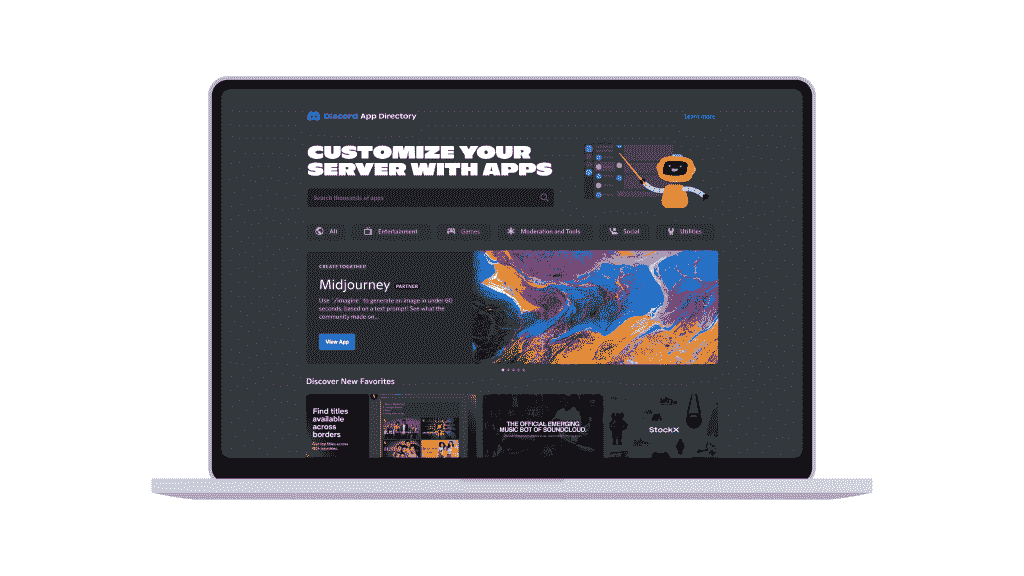 Discord App Directory
Learn more
CUSTOMIZE YOUR
SERVER WITH APPS
Search thousands of apps
All
Entertainment
Games
Moderation and Tools
Social
Utilities
CREATE TOGETHER
Midjourney PARTNER
Use `/imagine` to generate an image in under 60
seconds, based on a text prompt! See what the
community made on...
View App
Discover New Favorites
Find titles
available
across
borders
THE OFFICIAL EMERGING
MUSIC BOT OF SOUNDCLOUD.
StockX